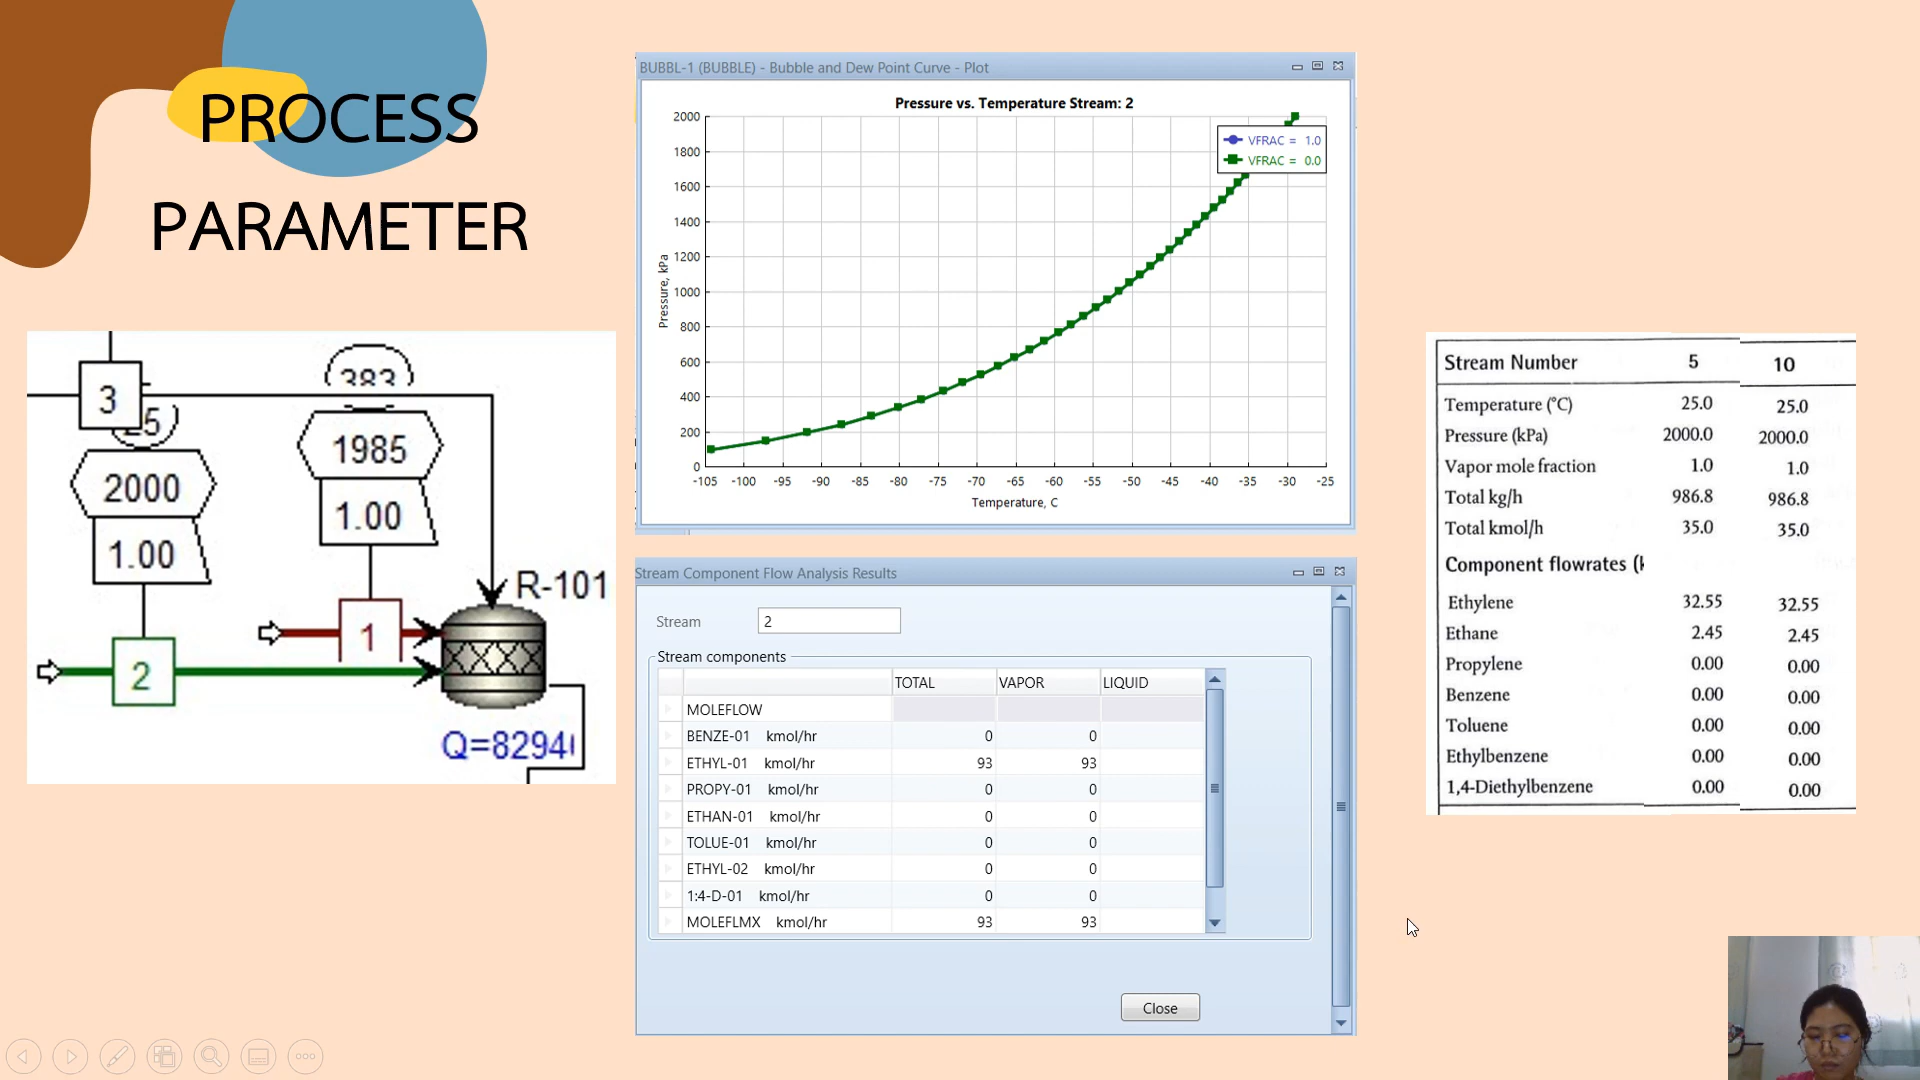 PROCESS
PARAMETER
3
25
2000
1.00
2
383
1985
1.00
1
R-101
Q=8294
BUBBL-1 (BUBBLE) - Bubble and Dew Point Curve - Plot
Pressure vs. Temperature Stream: 2
VFRAC = 1.0
VFRAC = 0.0
Pressure, kPa
2000
1800
1600
1400
1200
1000
800
600
400
200
0
-105 -100 -95 -90 -85 -80 -75 -70 -65 -60 -55 -50 -45 -40 -35 -30 -25
Temperature, C
Stream Component Flow Analysis Results
Stream 2
Stream components
TOTAL VAPOR LIQUID
MOLEFLOW
BENZE-01 kmol/hr 0 0
ETHYL-01 kmol/hr 93 93
PROPY-01 kmol/hr 0 0
ETHAN-01 kmol/hr 0 0
TOLUE-01 kmol/hr 0 0
ETHYL-02 kmol/hr 0 0
1:4-D-01 kmol/hr 0 0
MOLEFLMX kmol/hr 93 93
Close
Stream Number 5 10
Temperature (°C) 25.0 25.0
Pressure (kPa) 2000.0 2000.0
Vapor mole fraction 1.0 1.0
Total kg/h 986.8 986.8
Total kmol/h 35.0 35.0
Component flowrates (k
Ethylene 32.55 32.55
Ethane 2.45 2.45
Propylene 0.00 0.00
Benzene 0.00 0.00
Toluene 0.00 0.00
Ethylbenzene 0.00 0.00
1,4-Diethylbenzene 0.00 0.00